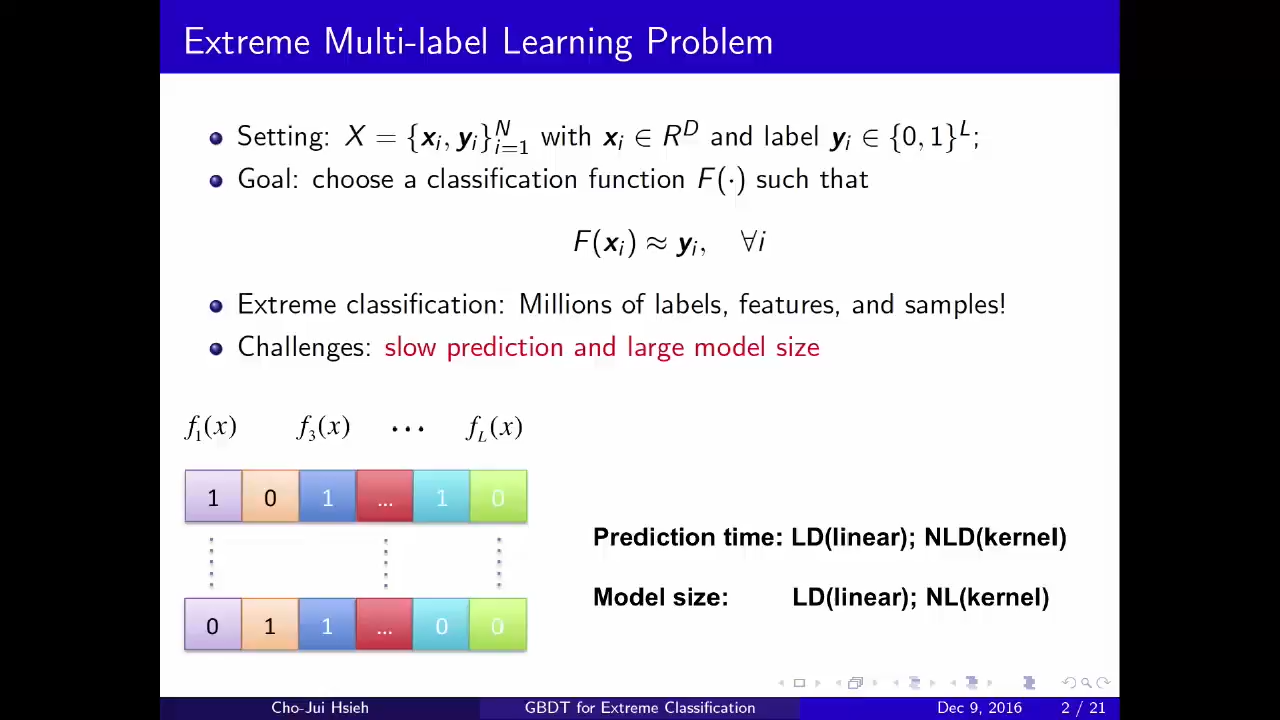 Extreme Multi-label Learning Problem
Setting: X = {x_i, y_i}_{i=1}^N with x_i ∈ R^D and label y_i ∈ {0, 1}^L;
Goal: choose a classification function F(·) such that
F(x_i) ≈ y_i, ∀i
Extreme classification: Millions of labels, features, and samples!
Challenges: slow prediction and large model size
f_1(x) f_3(x) ⋯ f_L(x)
1 0 1 ... 1 0
Prediction time: LD(linear); NLD(kernel)
Model size: LD(linear); NL(kernel)
0 1 1 ... 0 0
Cho-Jui Hsieh GBDT for Extreme Classification Dec 9, 2016 2 / 21